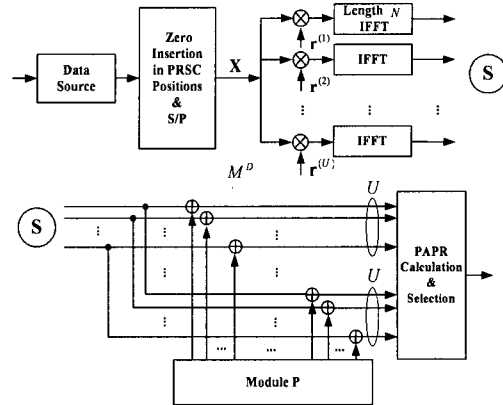 Data
Source
Zero
Insertion
in PRSC
Positions
&
S/P
X
Length N
IFFT
r(1)
IFFT
r(2)
...
...
IFFT
r(U)
S
M^D
S
U
U
...
...
...
...
...
...
...
...
...
...
PAPR
Calculation
&
Selection
Module P